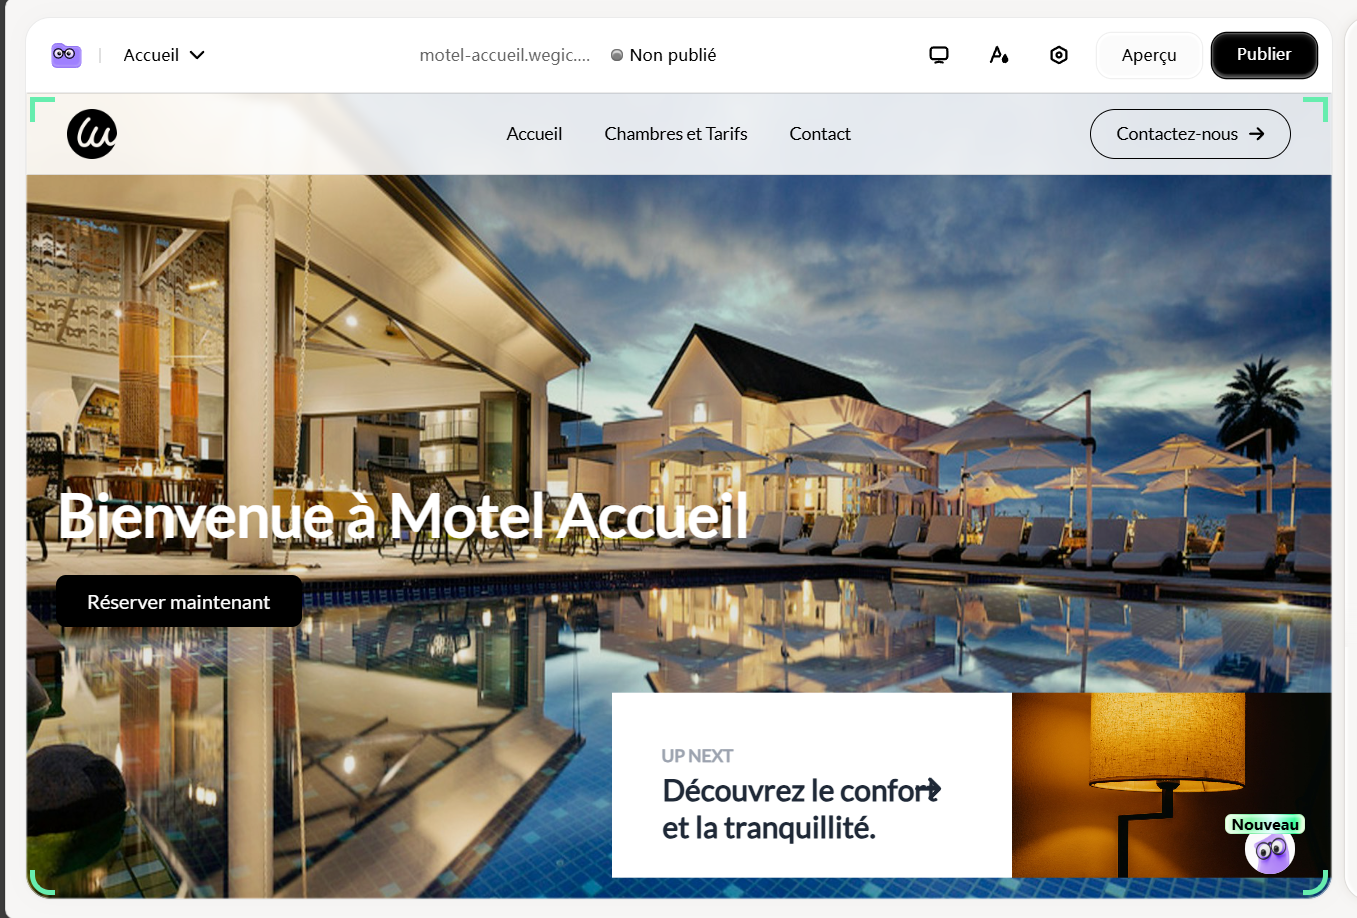 Accueil
motel-accueil.wegic....
Non publié
Aperçu
Publier
Accueil
Chambres et Tarifs
Contact
Contactez-nous
Bienvenue à Motel Accueil
Réserver maintenant
UP NEXT
Découvrez le confort
et la tranquillité.
Nouveau